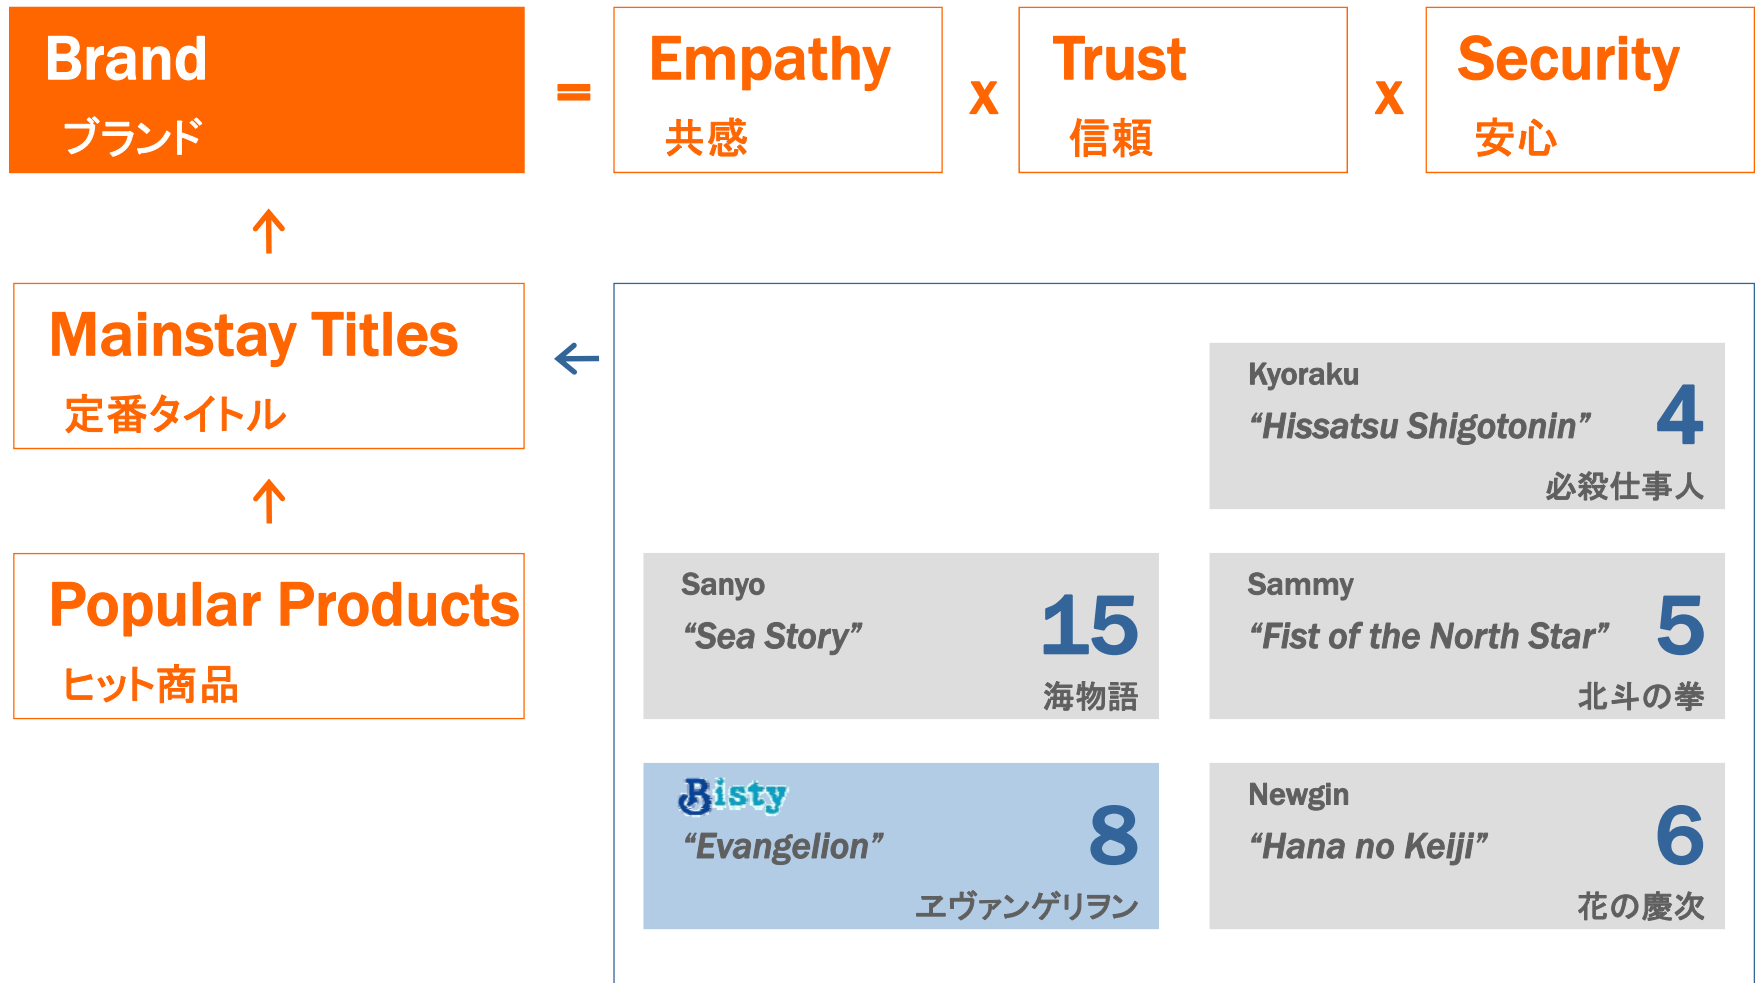 Brand
ブランド
=
Empathy
共感
x
Trust
信頼
x
Security
安心
↑
Mainstay Titles
定番タイトル
←
↑
Popular Products
ヒット商品
Kyoraku
“Hissatsu Shigotonin” 4
必殺仕事人
Sanyo
“Sea Story” 15
海物語
Sammy
“Fist of the North Star” 5
北斗の拳
Bisty
“Evangelion” 8
ヱヴァンゲリヲン
Newgin
“Hana no Keiji” 6
花の慶次